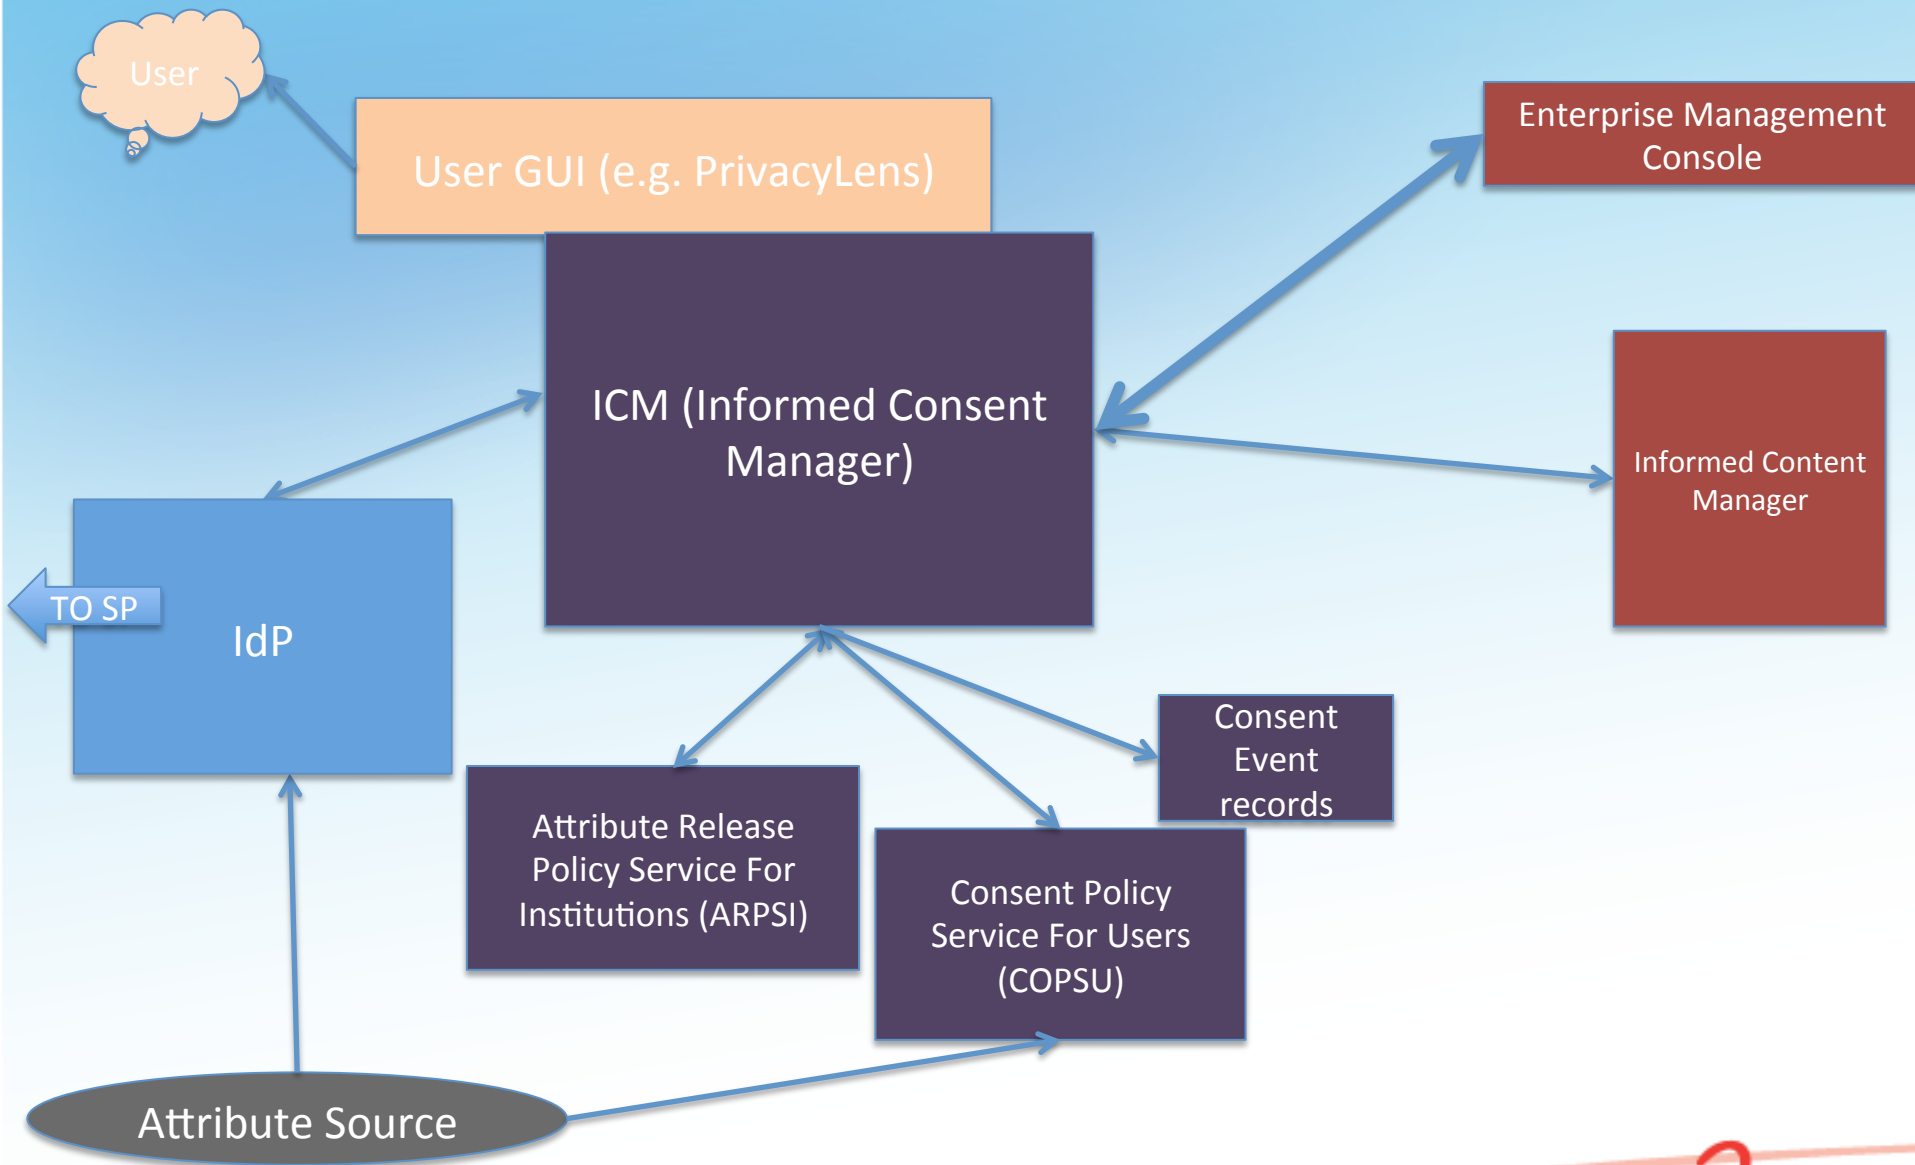 User
User GUI (e.g. PrivacyLens)
Enterprise Management
Console
ICM (Informed Consent
Manager)
Informed Content
Manager
TO SP
IdP
Consent
Event
records
Attribute Release
Policy Service For
Institutions (ARPSI)
Consent Policy
Service For Users
(COPSU)
Attribute Source